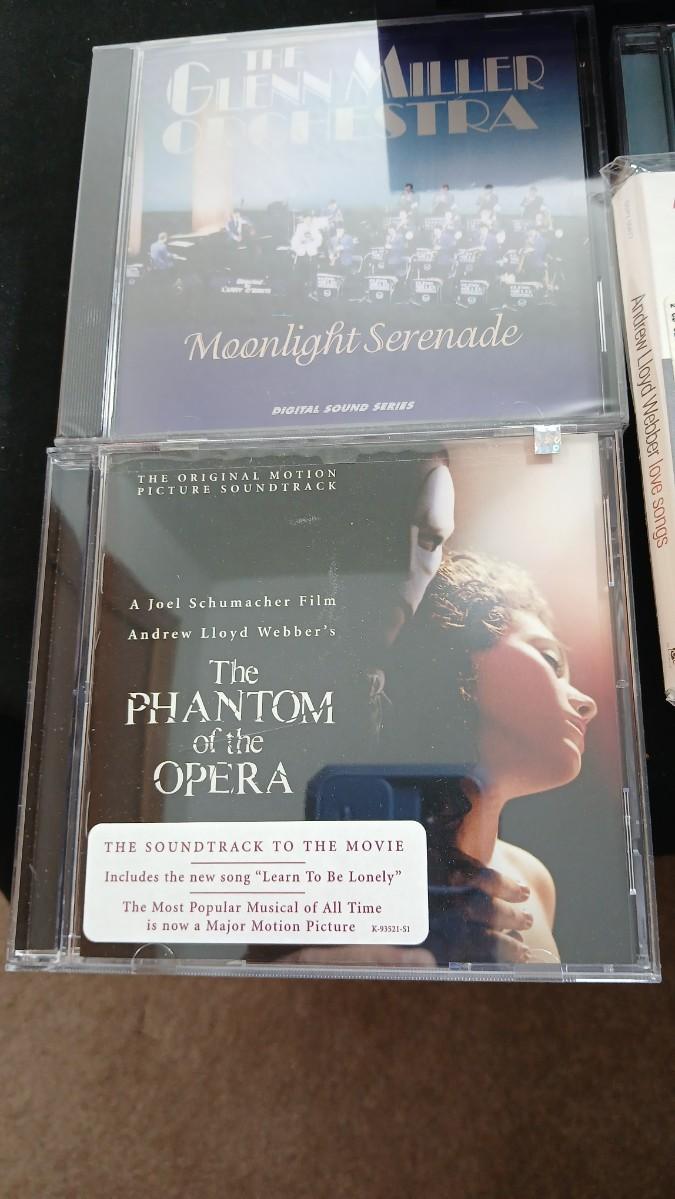 THE
GLENN MILLER
ORCHESTRA
Moonlight Serenade
DIGITAL SOUND SERIES
THE ORIGINAL MOTION
PICTURE SOUNDTRACK
A Joel Schumacher Film
Andrew Lloyd Webber's
The
PHANTOM
of the
OPERA
THE SOUNDTRACK TO THE MOVIE
Includes the new song “Learn To Be Lonely”
The Most Popular Musical of All Time
is now a Major Motion Picture K-93521-S1
Andrew Lloyd Webber love songs